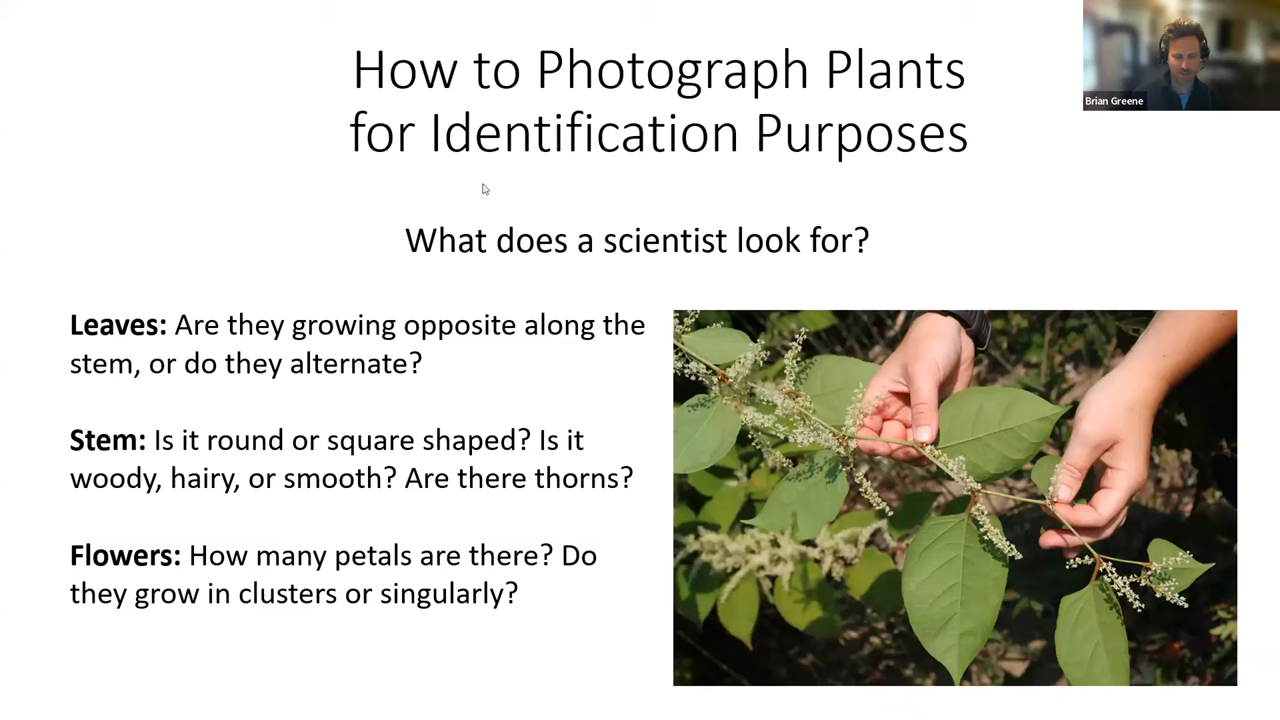 How to Photograph Plants
for Identification Purposes
Brian Greene
What does a scientist look for?
Leaves: Are they growing opposite along the
stem, or do they alternate?
Stem: Is it round or square shaped? Is it
woody, hairy, or smooth? Are there thorns?
Flowers: How many petals are there? Do
they grow in clusters or singularly?